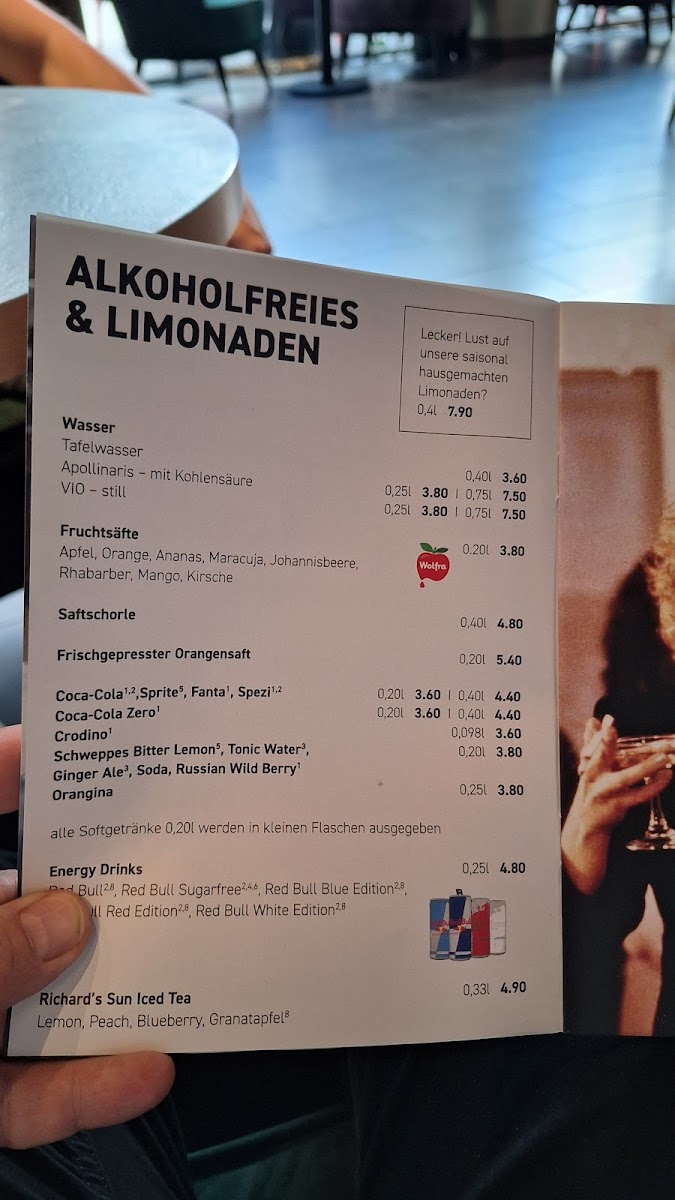 ALKOHOLFREIES
& LIMONADEN
Lecker! Lust auf
unsere saisonal
hausgemachten
Limonaden?
0,4l 7.90
Wasser
Tafelwasser 0,40l 3.60
Apollinaris – mit Kohlensäure 0,25l 3.80 | 0,75l 7.50
VIO – still 0,25l 3.80 | 0,75l 7.50
Fruchtsäfte 0.20l 3.80
Apfel, Orange, Ananas, Maracuja, Johannisbeere,
Rhabarber, Mango, Kirsche
Wolfra
Saftschorle 0,40l 4.80
Frischgepresster Orangensaft 0,20l 5.40
Coca-Cola¹˒²,Sprite⁵, Fanta¹, Spezi¹˒² 0,20l 3.60 | 0,40l 4.40
Coca-Cola Zero¹ 0,20l 3.60 | 0,40l 4.40
Crodino¹ 0,098l 3.60
Schweppes Bitter Lemon⁵, Tonic Water³, 0,20l 3.80
Ginger Ale³, Soda, Russian Wild Berry¹
Orangina 0,25l 3.80
alle Softgetränke 0,20l werden in kleinen Flaschen ausgegeben
Energy Drinks 0,25l 4.80
Red Bull²˒⁸, Red Bull Sugarfree²˒⁴˒⁶, Red Bull Blue Edition²˒⁸,
ull Red Edition²˒⁸, Red Bull White Edition²˒⁸
Richard's Sun Iced Tea 0,33l 4.90
Lemon, Peach, Blueberry, Granatapfel⁸